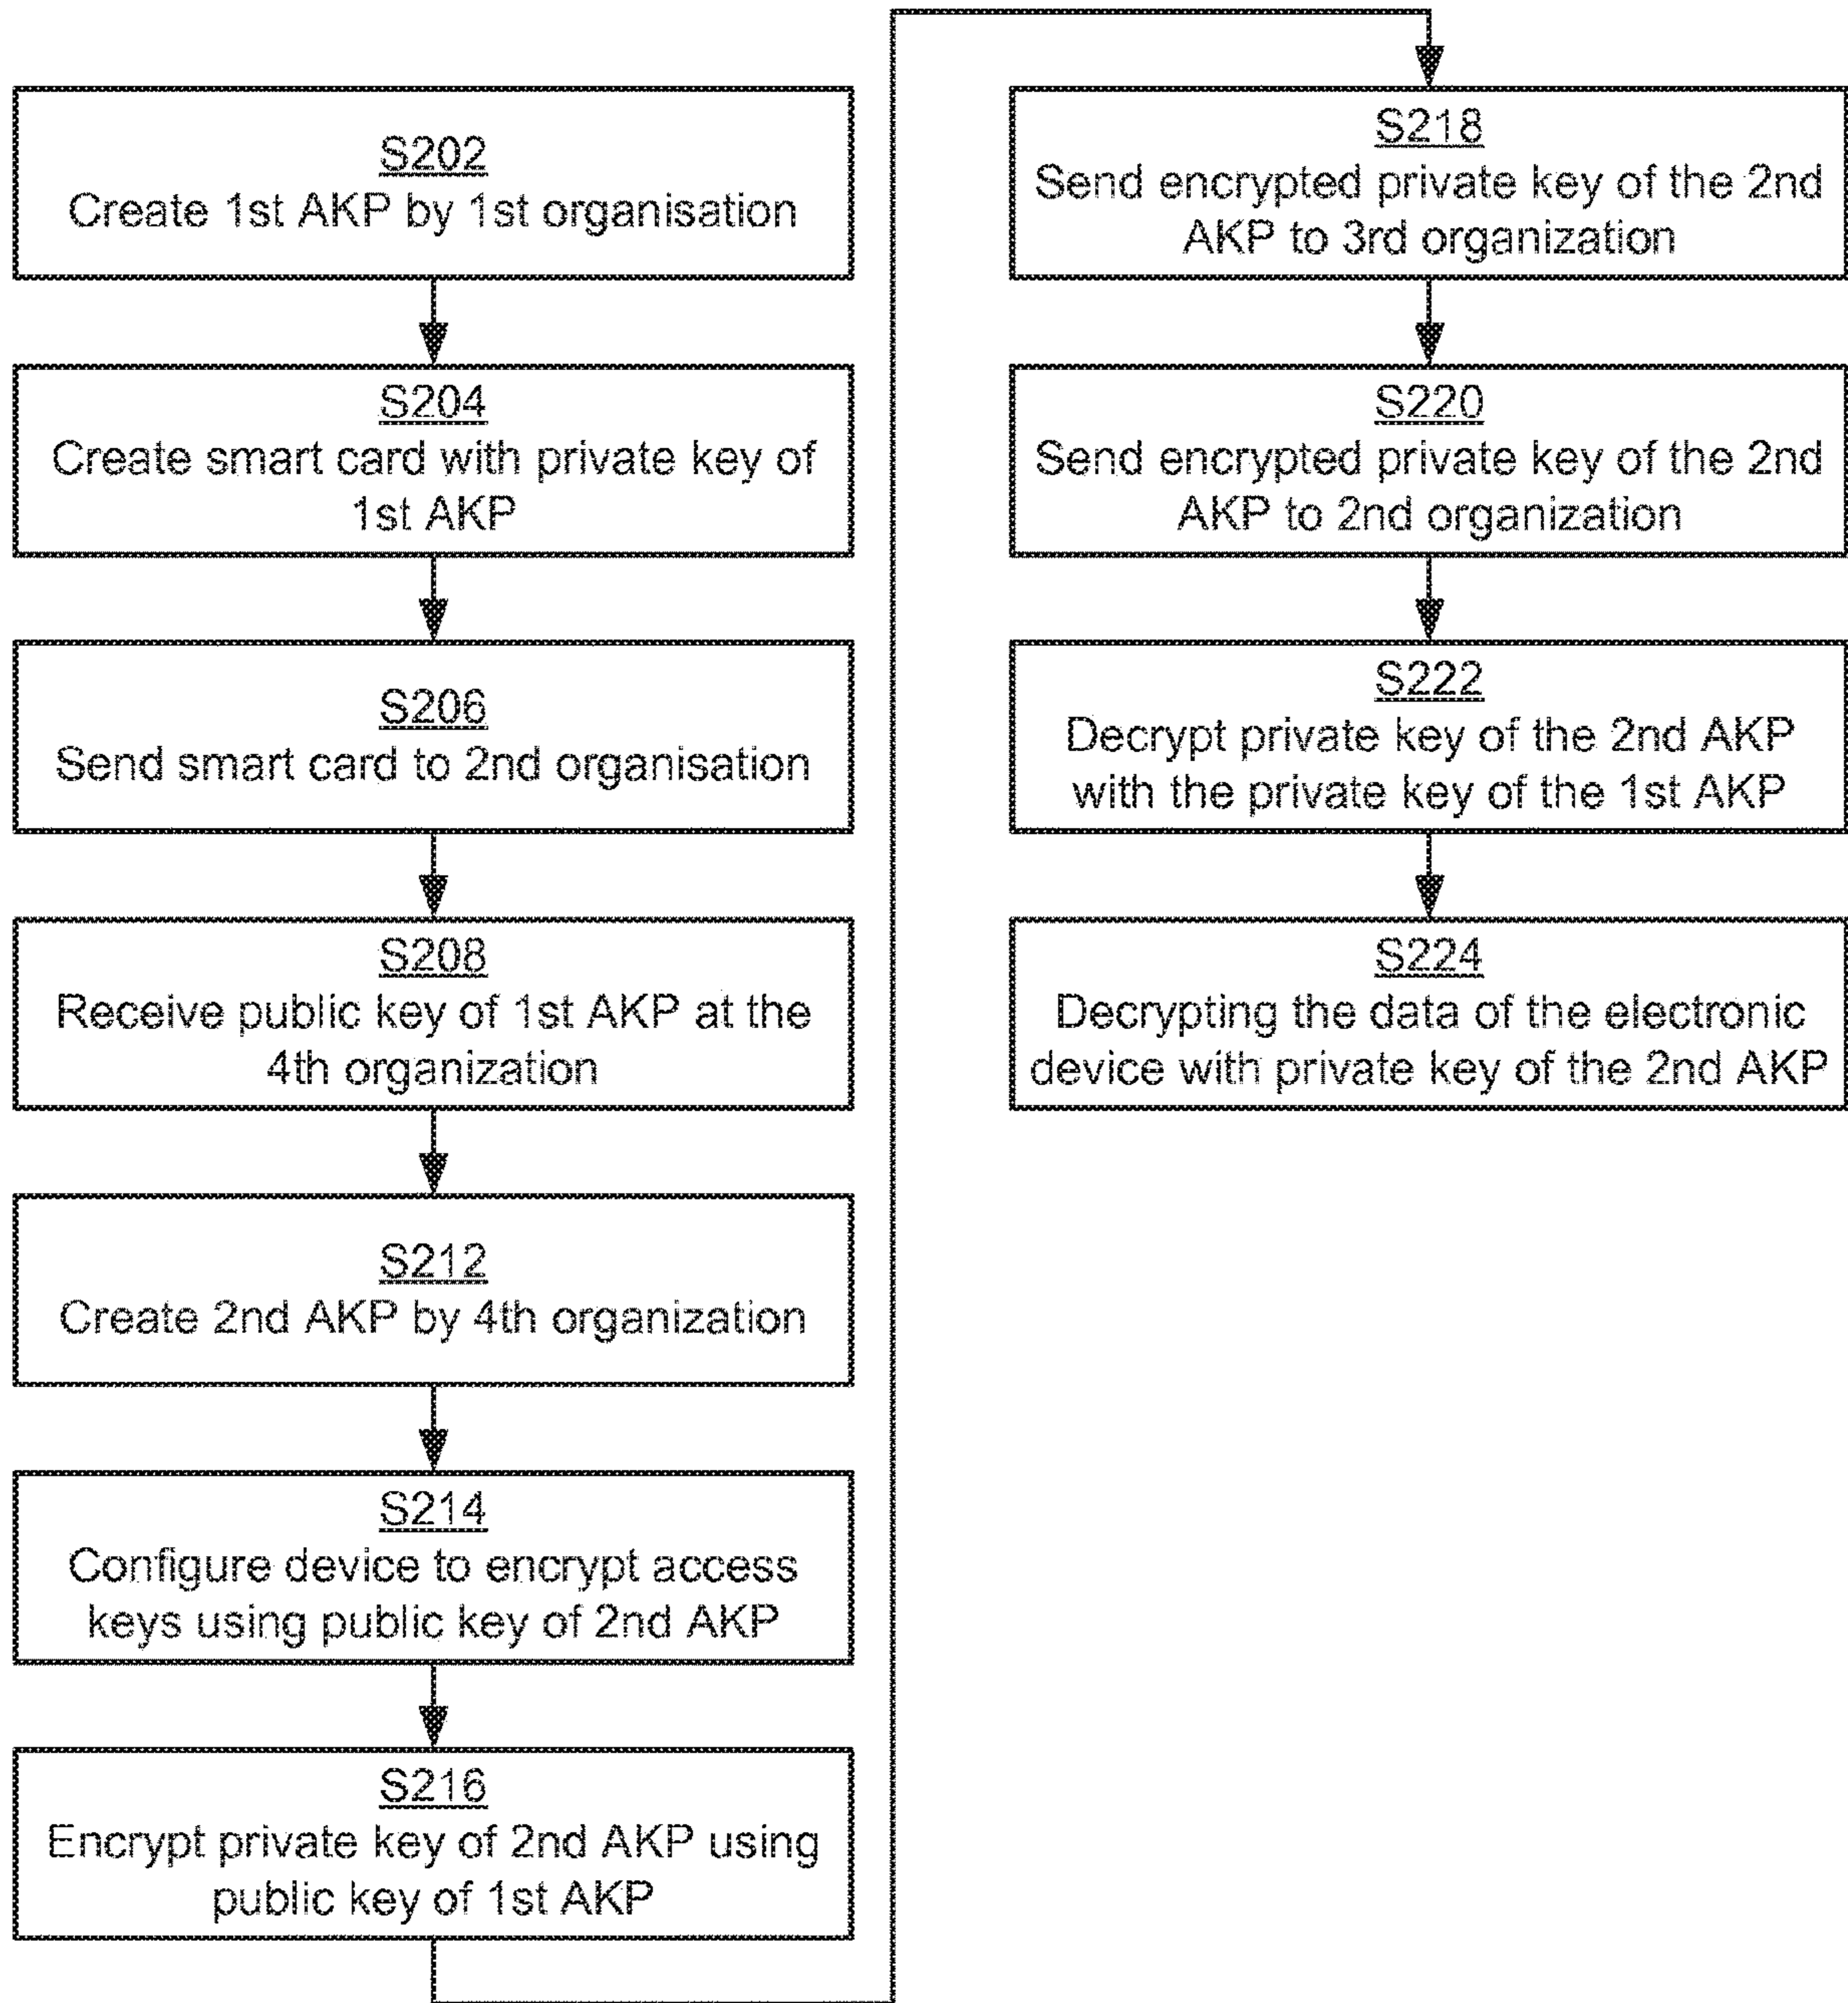 S202
Create 1st AKP by 1st organisation
S204
Create smart card with private key of
1st AKP
S206
Send smart card to 2nd organisation
S208
Receive public key of 1st AKP at the
4th organization
S212
Create 2nd AKP by 4th organization
S214
Configure device to encrypt access
keys using public key of 2nd AKP
S216
Encrypt private key of 2nd AKP using
public key of 1st AKP
S218
Send encrypted private key of the 2nd
AKP to 3rd organization
S220
Send encrypted private key of the 2nd
AKP to 2nd organization
S222
Decrypt private key of the 2nd AKP
with the private key of the 1st AKP
S224
Decrypting the data of the electronic
device with private key of the 2nd AKP